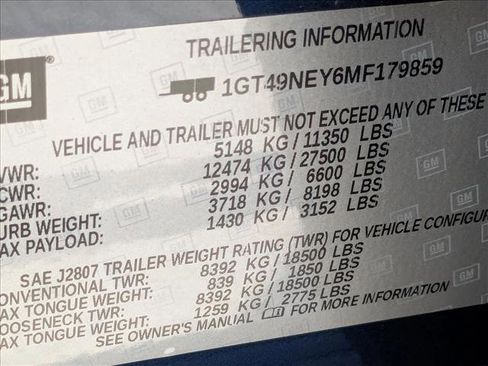 GM
TRAILERING INFORMATION
1GT49NEY6MF179859
VEHICLE AND TRAILER MUST NOT EXCEED ANY OF THESE
VWR: 5148 KG / 11350 LBS
CWR: 12474 KG / 27500 LBS
GAWR: 2994 KG / 6600 LBS
URB WEIGHT: 3718 KG / 8198 LBS
AX PAYLOAD: 1430 KG / 3152 LBS
SAE J2807 TRAILER WEIGHT RATING (TWR) FOR VEHICLE CONFIGUR
CONVENTIONAL TWR: 8392 KG / 18500 LBS
AX TONGUE WEIGHT: 839 KG / 1850 LBS
OOSENECK TWR: 8392 KG / 18500 LBS
AX TONGUE WEIGHT: 1259 KG / 2775 LBS
SEE OWNER'S MANUAL FOR MORE INFORMATION